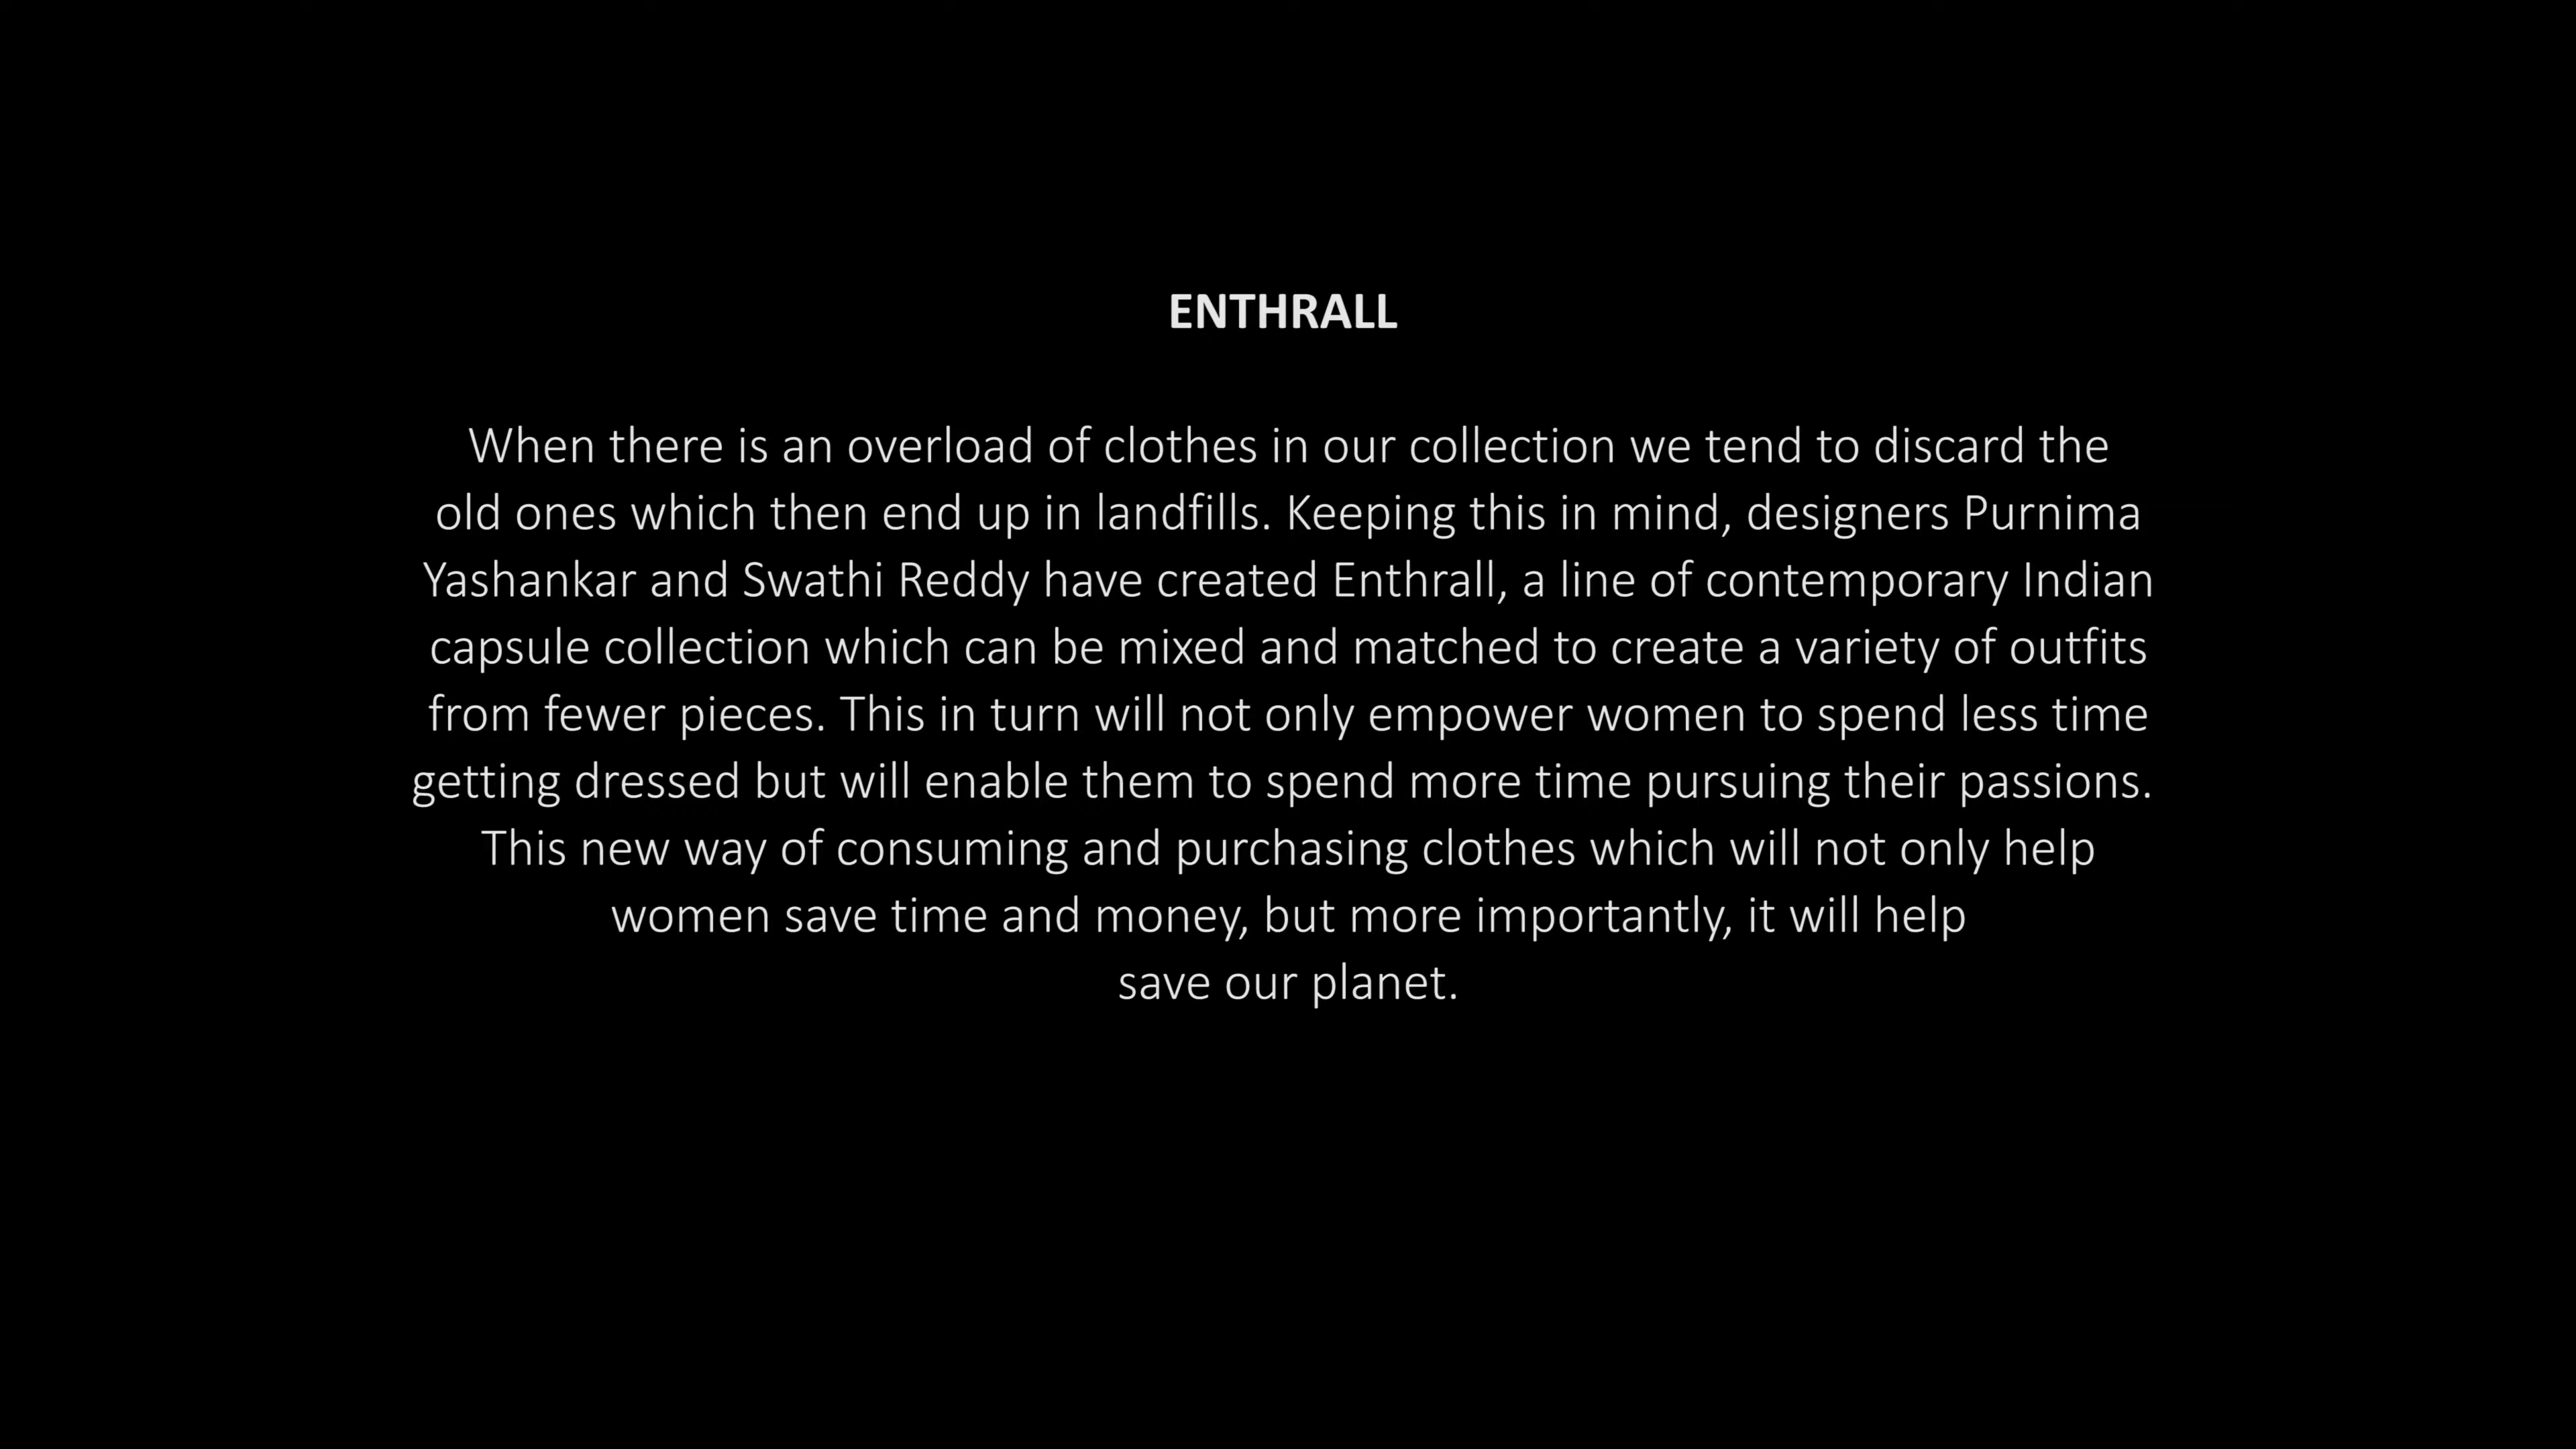 ENTHRALL
When there is an overload of clothes in our collection we tend to discard the
old ones which then end up in landfills. Keeping this in mind, designers Purnima
Yashankar and Swathi Reddy have created Enthrall, a line of contemporary Indian
capsule collection which can be mixed and matched to create a variety of outfits
from fewer pieces. This in turn will not only empower women to spend less time
getting dressed but will enable them to spend more time pursuing their passions.
This new way of consuming and purchasing clothes which will not only help
women save time and money, but more importantly, it will help
save our planet.